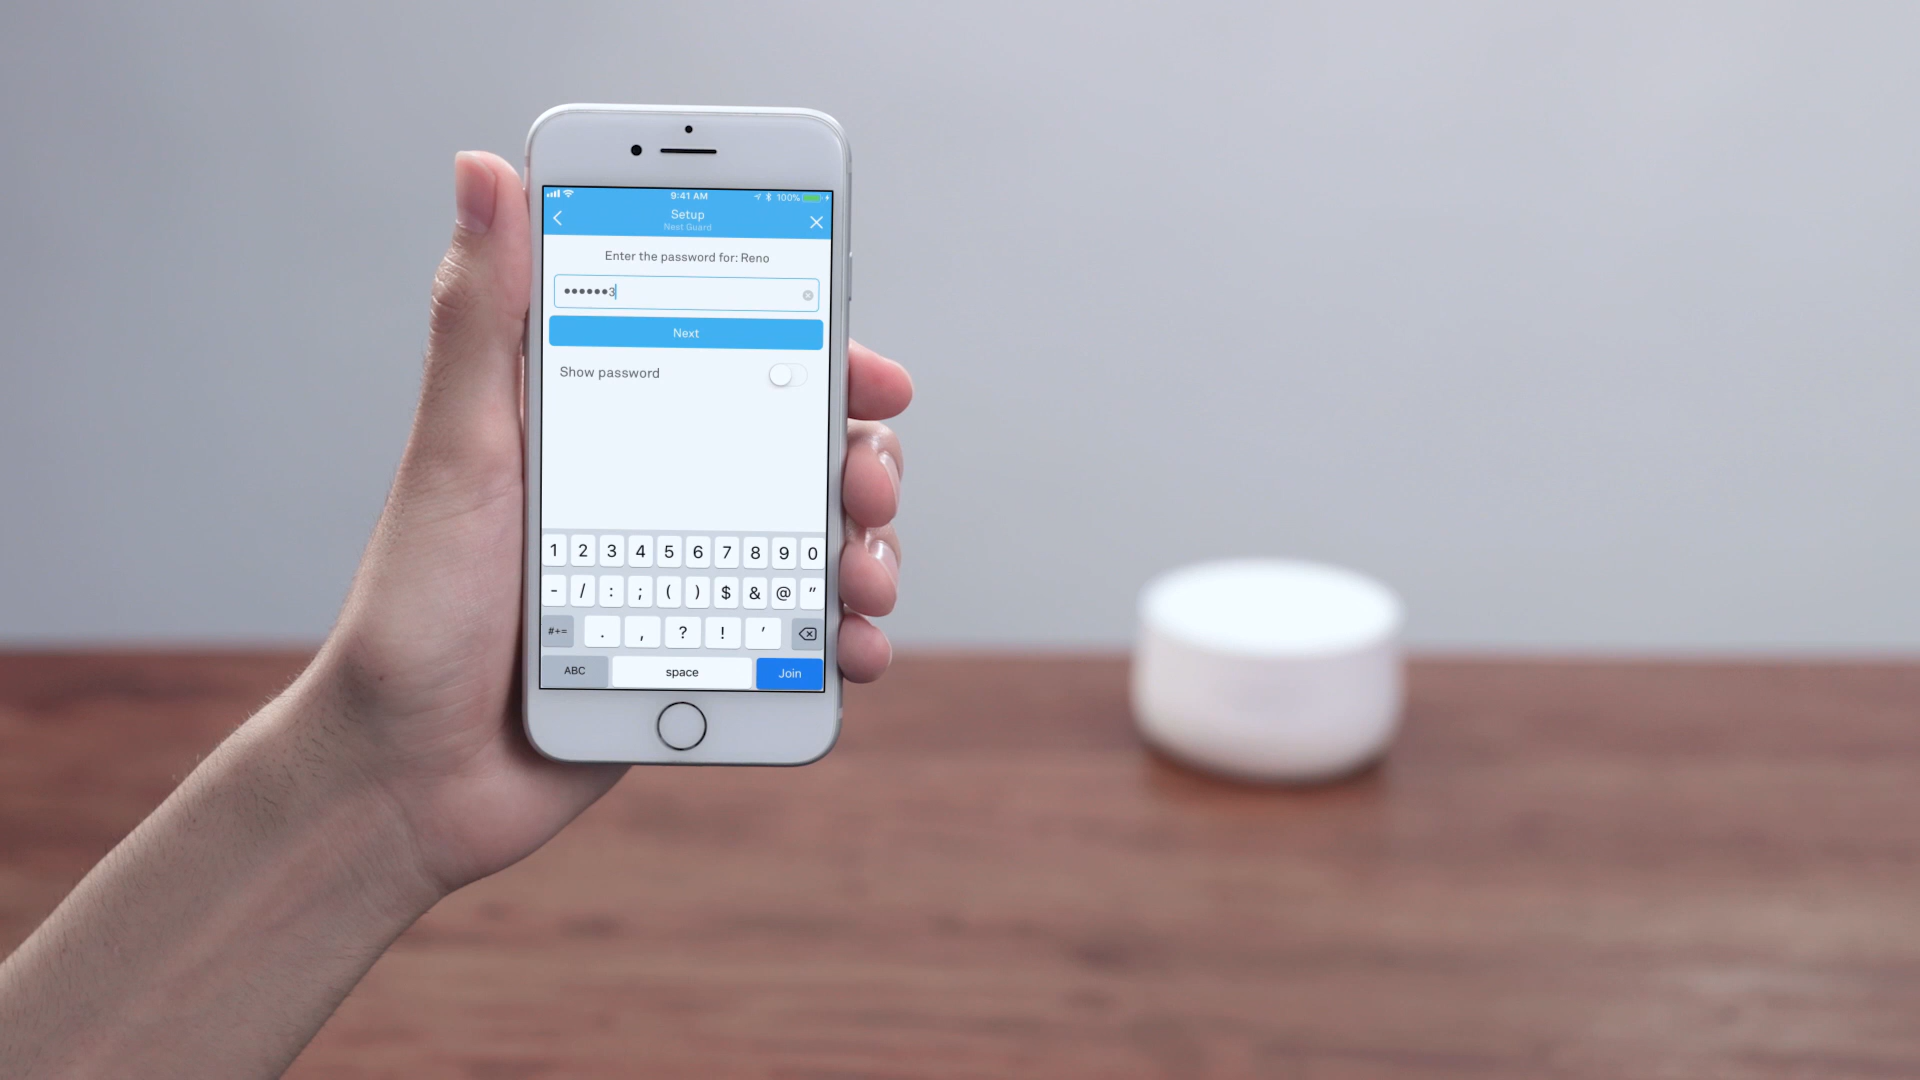 9:41 AM
100%
Setup
Nest Guard
Enter the password for: Reno
••••••3
Next
Show password
1 2 3 4 5 6 7 8 9 0
- / : ; ( ) $ & @ "
#+= . , ? ! '
ABC space Join